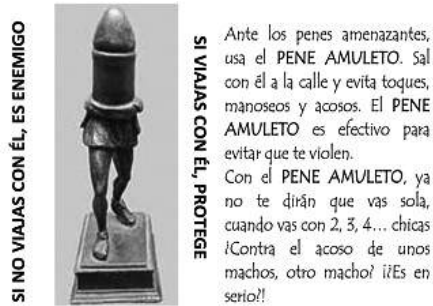 SI NO VIAJAS CON ÉL, ES ENEMIGO
SI VIAJAS CON ÉL, PROTEGE
Ante los penes amenazantes,
usa el PENE AMULETO. Sal
con él a la calle y evita toques,
manoseos y acosos. El PENE
AMULETO es efectivo para
evitar que te violen.
Con el PENE AMULETO, ya
no te dirán que vas sola,
cuando vas con 2, 3, 4... chicas
¿Contra el acoso de unos
machos, otro macho? ¡¿Es en
serio?!